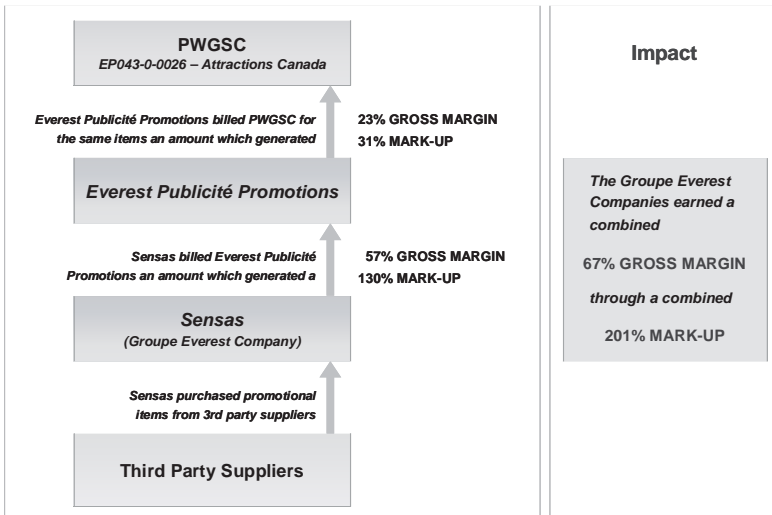 PWGSC
EP043-0-0026 – Attractions Canada
Everest Publicité Promotions billed PWGSC for
the same items an amount which generated
23% GROSS MARGIN
31% MARK-UP
Everest Publicité Promotions
Sensas billed Everest Publicité
Promotions an amount which generated a
57% GROSS MARGIN
130% MARK-UP
Sensas
(Groupe Everest Company)
Sensas purchased promotional
items from 3rd party suppliers
Third Party Suppliers
Impact
The Groupe Everest
Companies earned a
combined
67% GROSS MARGIN
through a combined
201% MARK-UP